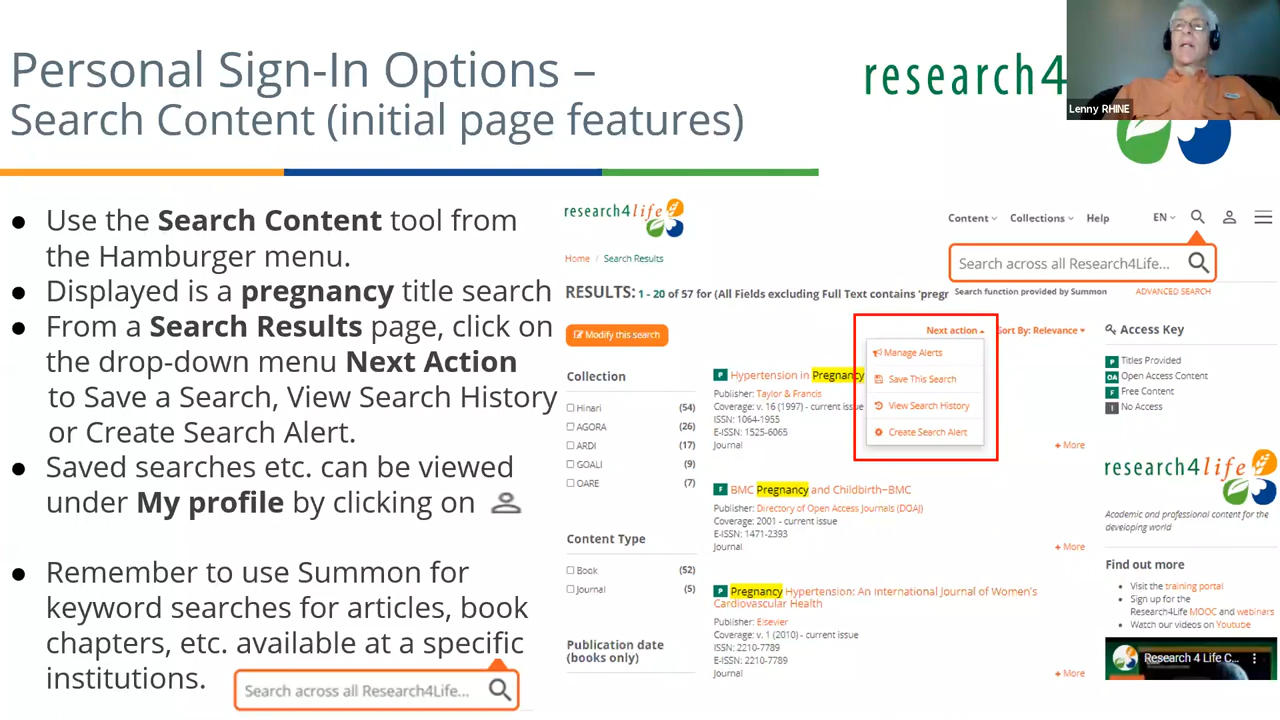 Personal Sign-In Options –
Search Content (initial page features)
research4
Lenny RHINE
● Use the Search Content tool from
the Hamburger menu.
● Displayed is a pregnancy title search
● From a Search Results page, click on
the drop-down menu Next Action
to Save a Search, View Search History
or Create Search Alert.
● Saved searches etc. can be viewed
under My profile by clicking on
● Remember to use Summon for
keyword searches for articles, book
chapters, etc. available at a specific
institutions.
Search across all Research4Life...
research4life
Content Collections Help EN
Home / Search Results
Search across all Research4Life...
RESULTS: 1 - 20 of 57 for (All Fields excluding Full Text contains 'pregr
Search function provided by Summon ADVANCED SEARCH
Modify this search
Next action
Sort By: Relevance
Manage Alerts
Save This Search
View Search History
Create Search Alert
Collection
Hinari (54)
AGORA (26)
ARDI (17)
GOALI (9)
OARE (7)
Content Type
Book (52)
Journal (5)
Publication date
(books only)
P Hypertension in Pregnancy
Publisher: Taylor & Francis
Coverage: v. 16 (1997) - current issue
ISSN: 1064-1955
E-ISSN: 1525-6065
Journal
+ More
F BMC Pregnancy and Childbirth–BMC
Publisher: Directory of Open Access Journals (DOAJ)
Coverage: 2001 - current issue
E-ISSN: 1471-2393
Journal
+ More
P Pregnancy Hypertension: An International Journal of Women's
Cardiovascular Health
Publisher: Elsevier
Coverage: v. 1 (2010) - current issue
ISSN: 2210-7789
E-ISSN: 2210-7789
Journal
+ More
Access Key
P Titles Provided
OA Open Access Content
F Free Content
I No Access
research4life
Academic and professional content for the
developing world
Find out more
• Visit the training portal
• Sign up for the
Research4Life MOOC and webinars
• Watch our videos on Youtube
Research 4 Life C...